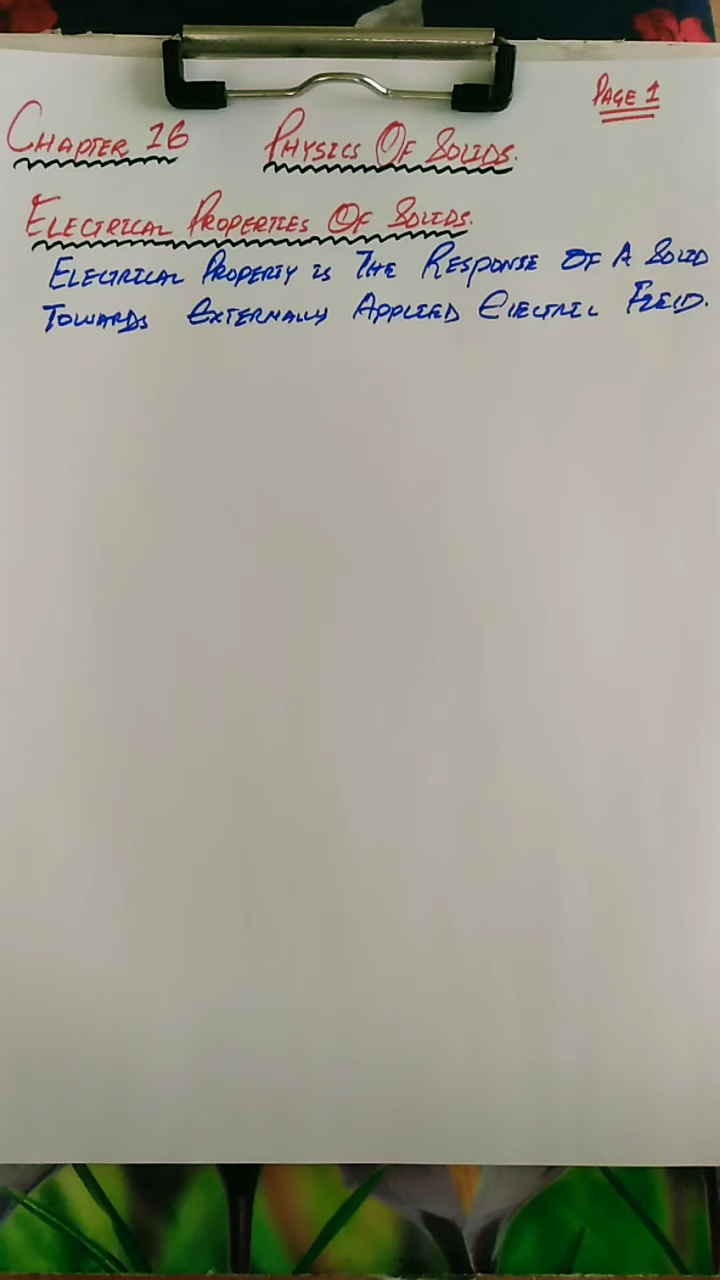 PAGE 1
CHAPTER 16 PHYSICS OF SOLIDS.
ELECTRICAL PROPERTIES OF SOLIDS.
ELECTRICAL PROPERTY IS THE RESPONSE OF A SOLID
TOWARDS EXTERNALLY APPLIED ELECTRIC FIELD.